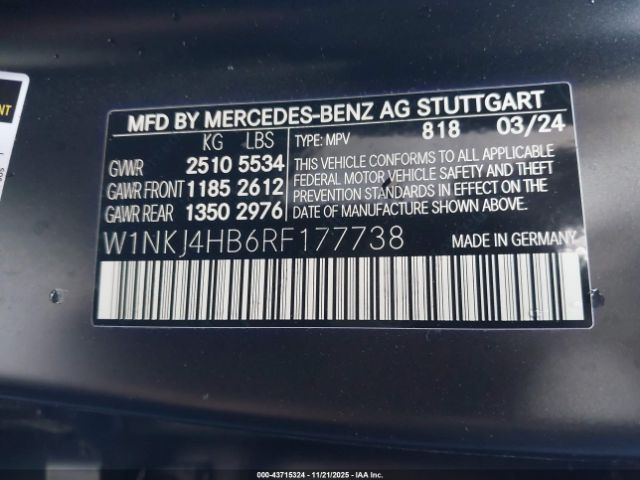 MFD BY MERCEDES-BENZ AG STUTTGART
KG LBS TYPE: MPV 818 03/24
GVWR 2510 5534
GAWR FRONT 1185 2612
GAWR REAR 1350 2976
THIS VEHICLE CONFORMS TO ALL APPLICABLE
FEDERAL MOTOR VEHICLE SAFETY AND THEFT
PREVENTION STANDARDS IN EFFECT ON THE
DATE OF MANUFACTURE SHOWN ABOVE.
W1NKJ4HB6RF177738 MADE IN GERMANY
00-43715324 - 11/21/2025 - IAA Inc.